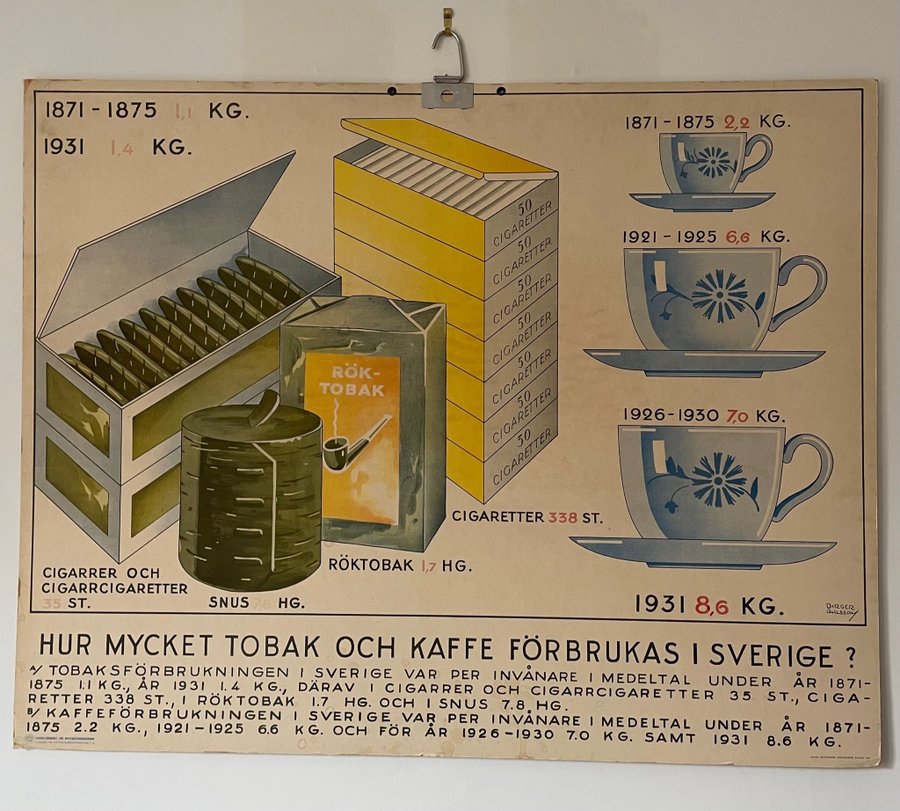 1871-1875 1,1 KG.
1931 1,4 KG.
50
CIGARETTER
50
CIGARETTER
50
CIGARETTER
50
CIGARETTER
50
CIGARETTER
50
CIGARETTER
50
CIGARETTER
RÖK-
TOBAK
CIGARRER OCH
CIGARRCIGARETTER
35 ST.
SNUS 7,8 HG.
RÖKTOBAK 1,7 HG.
CIGARETTER 338 ST.
1871-1875 2,2 KG.
1921-1925 6,6 KG.
1926-1930 7,0 KG.
1931 8,6 KG.
BIRGER
HUR MYCKET TOBAK OCH KAFFE FÖRBRUKAS I SVERIGE ?
A/ TOBAKSFÖRBRUKNINGEN I SVERIGE VAR PER INVÅNARE I MEDELTAL UNDER ÅR 1871-
1875 1.1 KG., ÅR 1931 1.4 KG., DÄRAV I CIGARRER OCH CIGARRCIGARETTER 35 ST., CIGA-
RETTER 338 ST., I RÖKTOBAK 1.7 HG. OCH I SNUS 7.8 HG.
B/ KAFFEFÖRBRUKNINGEN I SVERIGE VAR PER INVÅNARE I MEDELTAL UNDER ÅR 1871-
1875 2.2 KG., 1921-1925 6.6 KG. OCH FÖR ÅR 1926-1930 7.0 KG. SAMT 1931 8.6 KG.